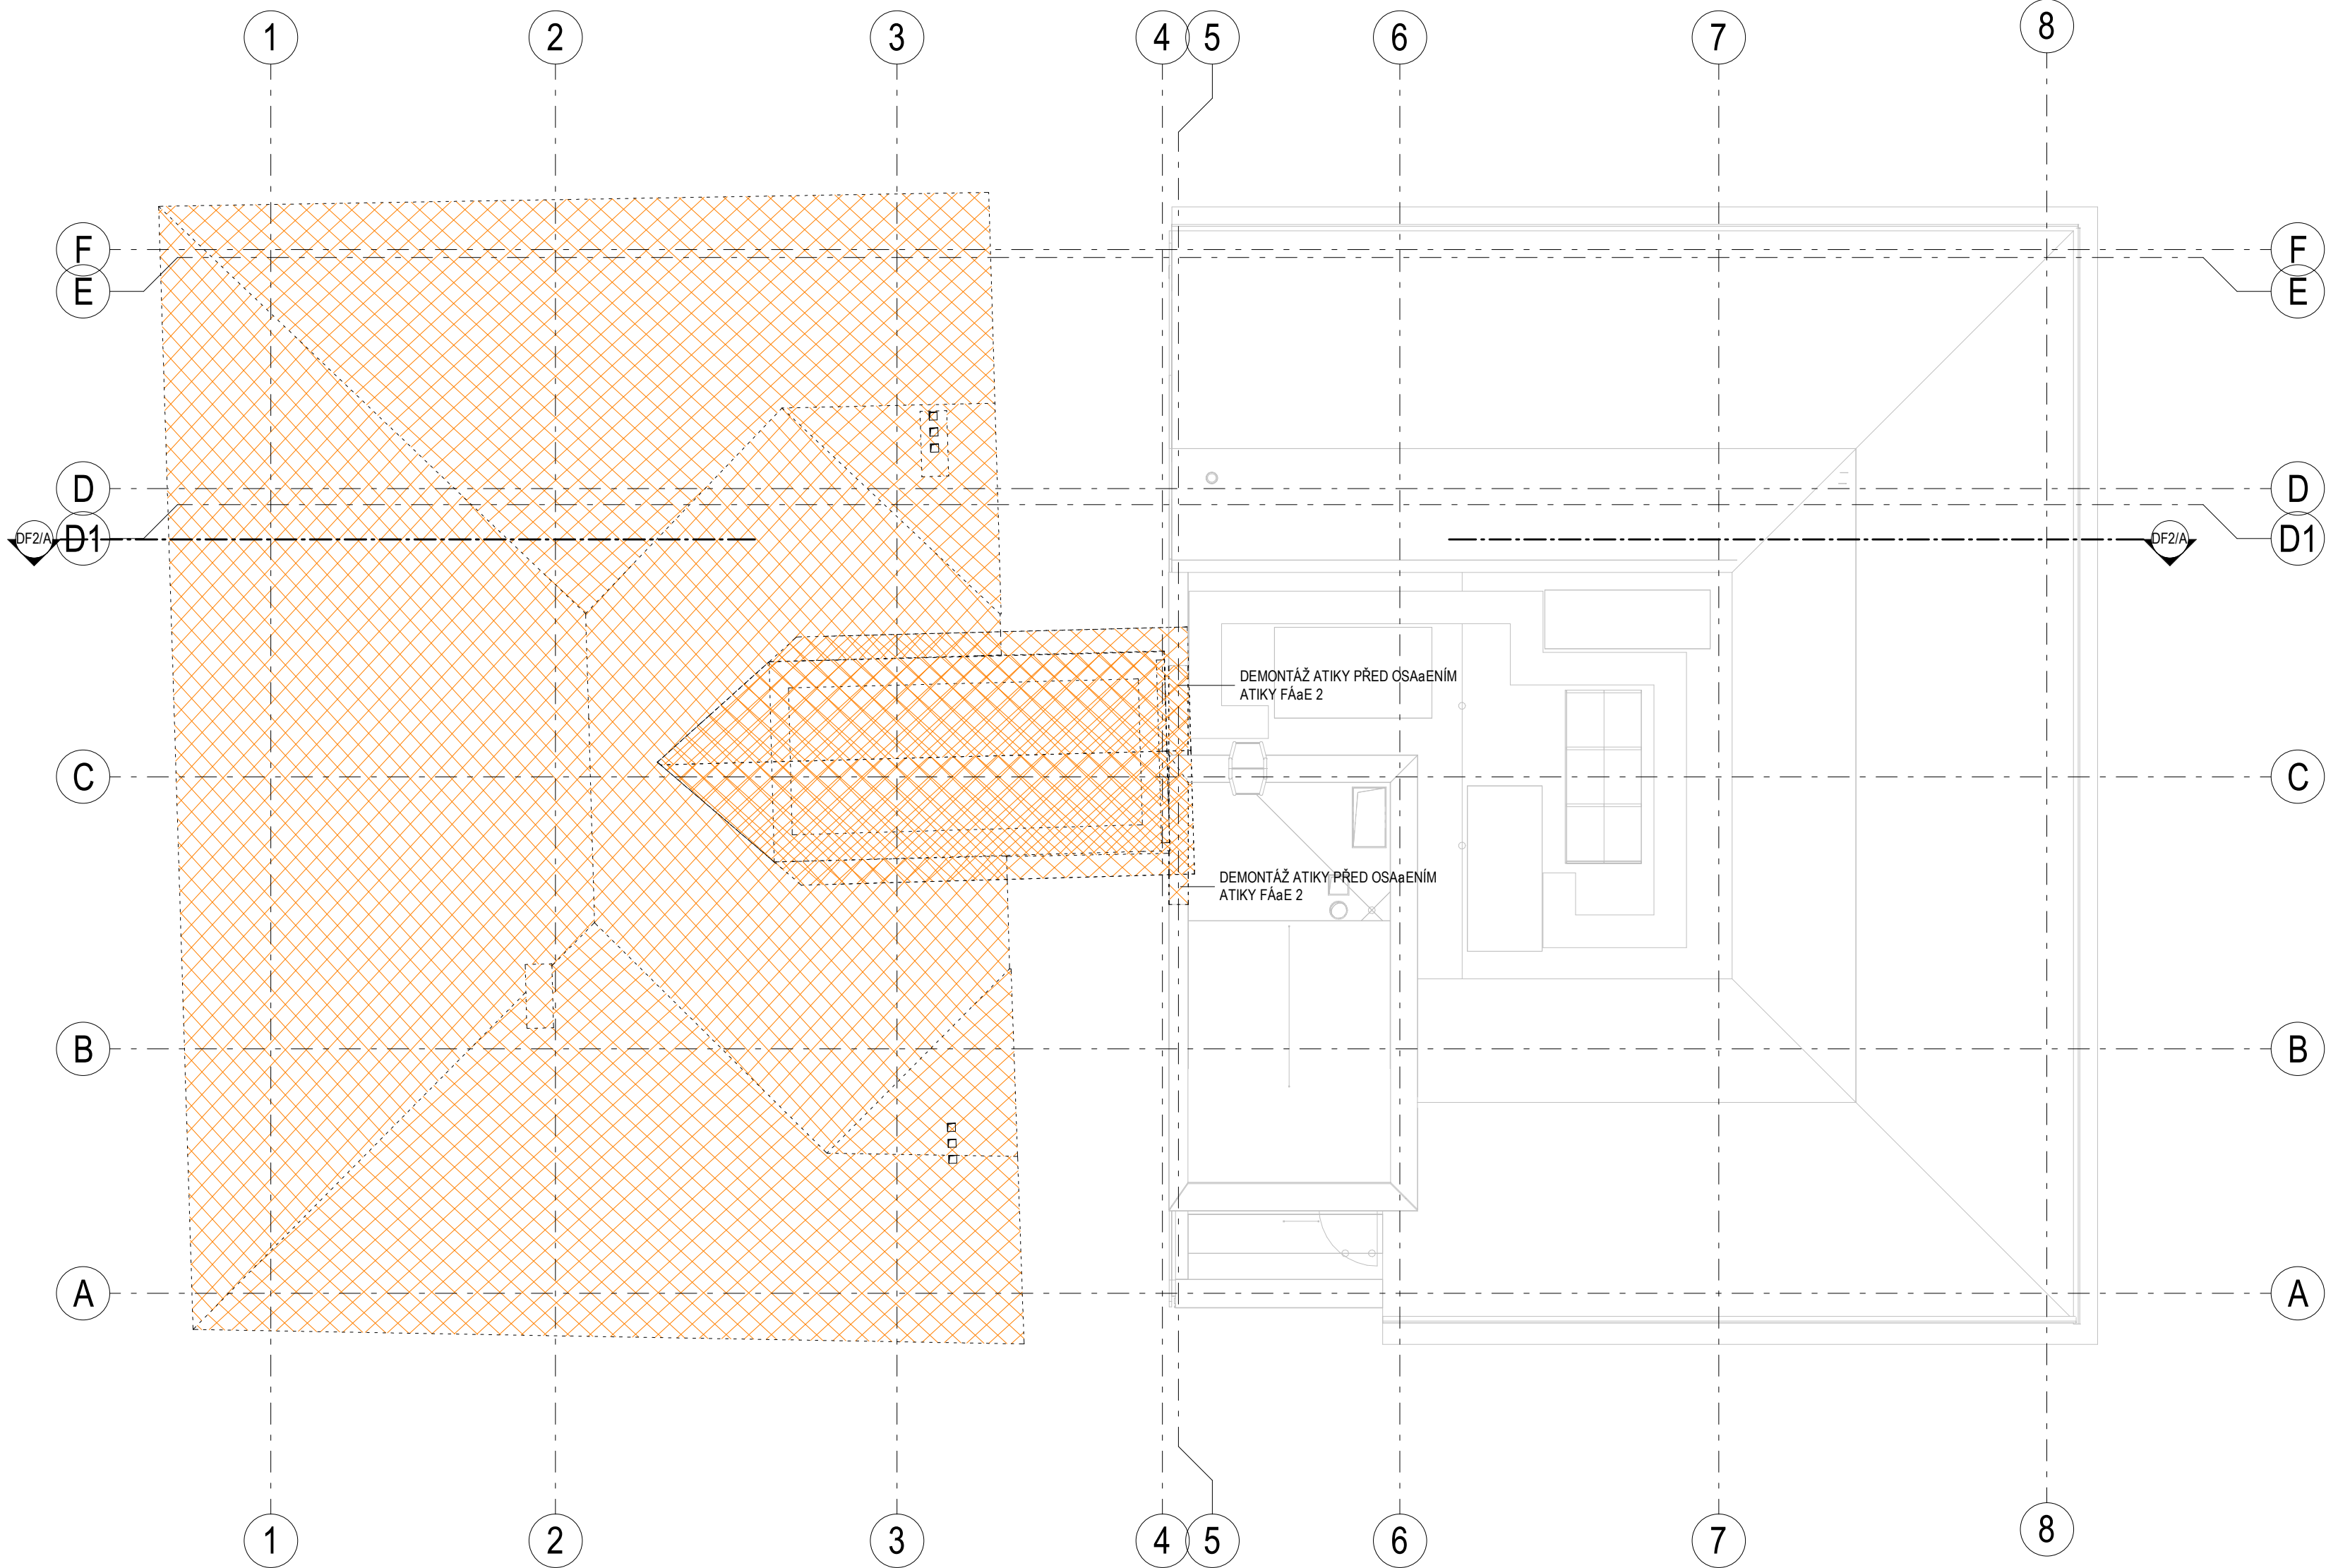 1 2 3 4 5 6 7 8
F F
E E
D D
DF2/A D1 DF2/A D1
DEMONTÁŽ ATIKY PŘED OSAaENÍM
ATIKY FÁaE 2
C C
DEMONTÁŽ ATIKY PŘED OSAaENÍM
ATIKY FÁaE 2
B B
A A
1 2 3 4 5 6 7 8